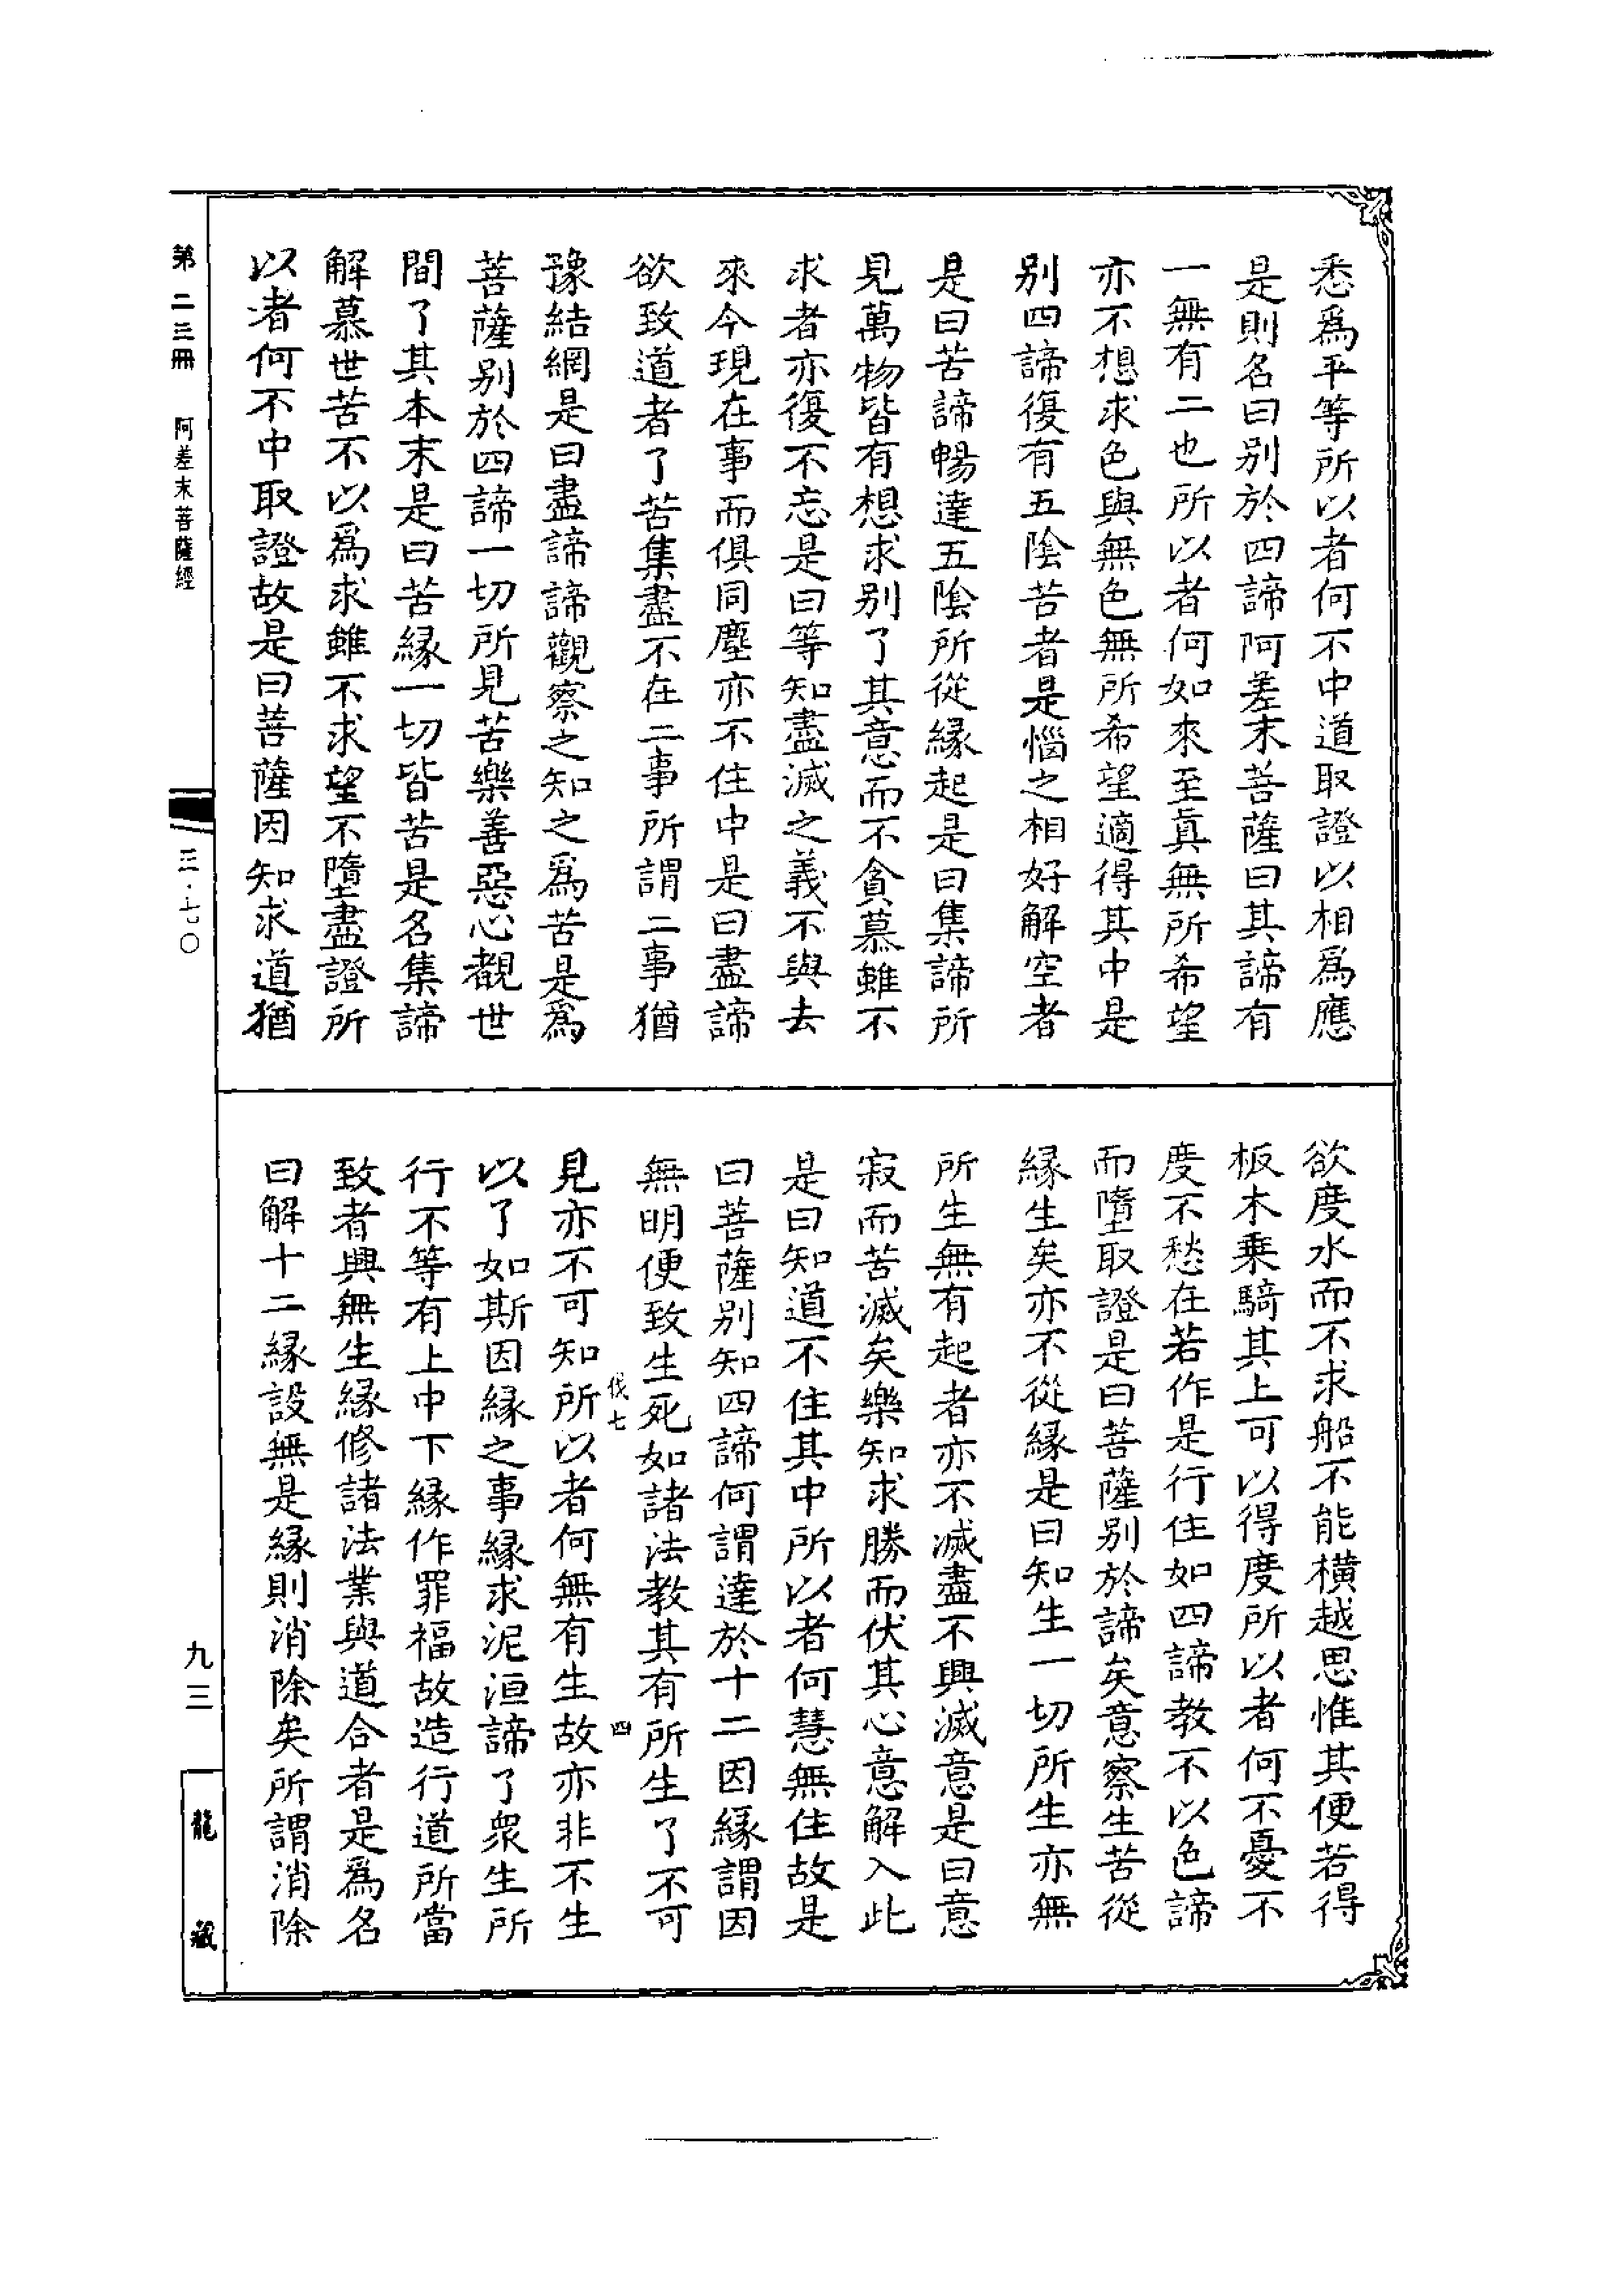 悉爲平等所以者何不中道取證以相爲應
是則名曰别於四諦阿差末菩薩曰其諦有
一無有二也所以者何如來至眞無所希望
亦不想求色與無色無所希望適得其中是
别四諦復有五陰苦者是惱之相好解空者
是曰苦諦暢達五陰所從緣起是曰集諦所
見萬物皆有想求别了其意而不貪慕雖不
求者亦復不忘是曰等知盡滅之義不與去
來今現在事而俱同塵亦不住中是曰盡諦
欲致道者了苦集盡不在二事所謂二事猶
豫結網是曰盡諦諦觀察之知之爲苦是爲
菩薩别於四諦一切所見苦樂善惡心觀世
間了其本末是曰苦緣一切皆苦是名集諦
解慕世苦不以爲求雖不求望不墮盡證所
以者何不中取證故是曰菩薩因知求道猶
欲度水而不求船不能橫越思惟其便若得
板木乘騎其上可以得度所以者何不憂不
度不愁在若作是行住如四諦教不以色諦
而墮取證是曰菩薩别於諦矣意察生苦從
緣生矣亦不從緣是曰知生一切所生亦無
所生無有起者亦不滅盡不興滅意是曰意
寂而苦滅矣樂知求勝而伏其心意解入此
是曰知道不住其中所以者何慧無住故是
曰菩薩别知四諦何謂達於十二因緣謂因
無明便致生死如諸法教其有所生了不可
伐七 四
見亦不可知所以者何無有生故亦非不生
以了如斯因緣之事緣求泥洹諦了衆生所
行不等有上中下緣作罪福故造行道所當
致者興無生緣修諸法業與道合者是爲名
曰解十二緣設無是緣則消除矣所謂消除
第二三冊 阿差末菩薩經
三·七〇
九三
龍藏